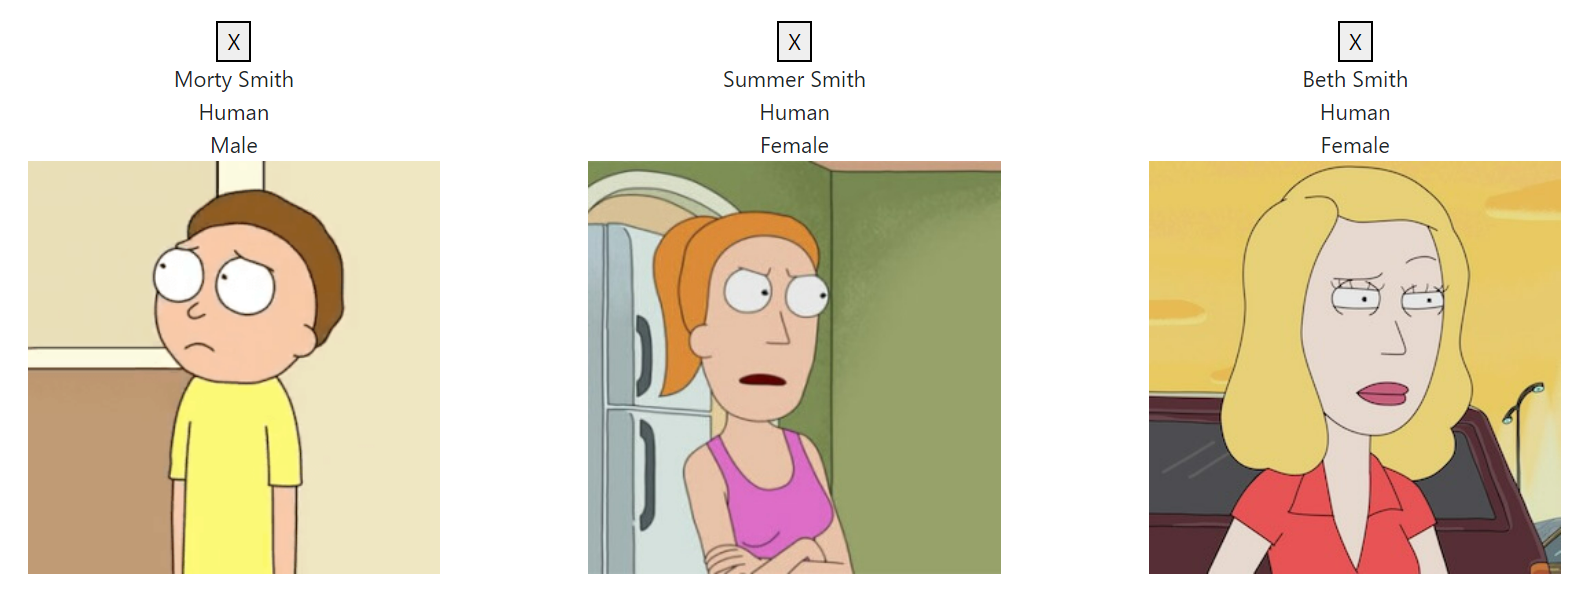 X
Morty Smith
Human
Male
X
Summer Smith
Human
Female
X
Beth Smith
Human
Female